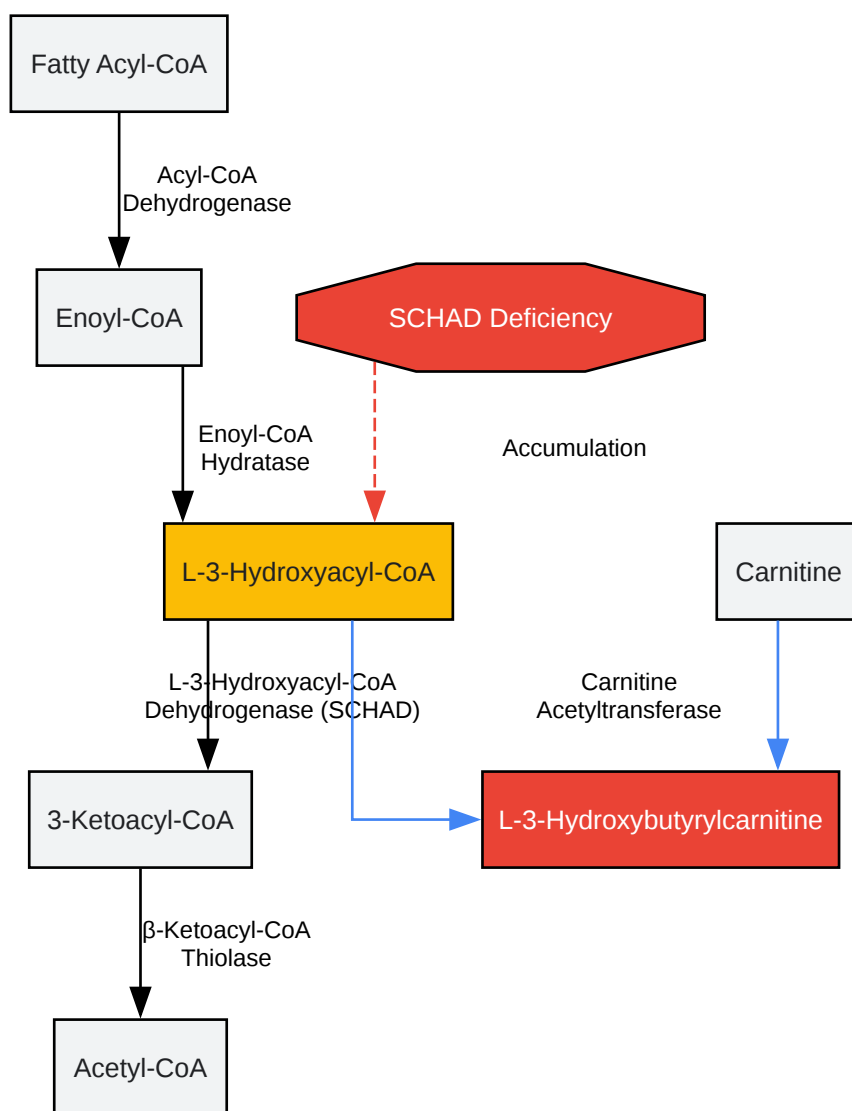 Fatty Acyl-CoA
Acyl-CoA
Dehydrogenase
Enoyl-CoA
SCHAD Deficiency
Enoyl-CoA
Hydratase
Accumulation
L-3-Hydroxyacyl-CoA
Carnitine
L-3-Hydroxyacyl-CoA
Dehydrogenase (SCHAD)
Carnitine
Acetyltransferase
3-Ketoacyl-CoA
L-3-Hydroxybutyrylcarnitine
β-Ketoacyl-CoA
Thiolase
Acetyl-CoA